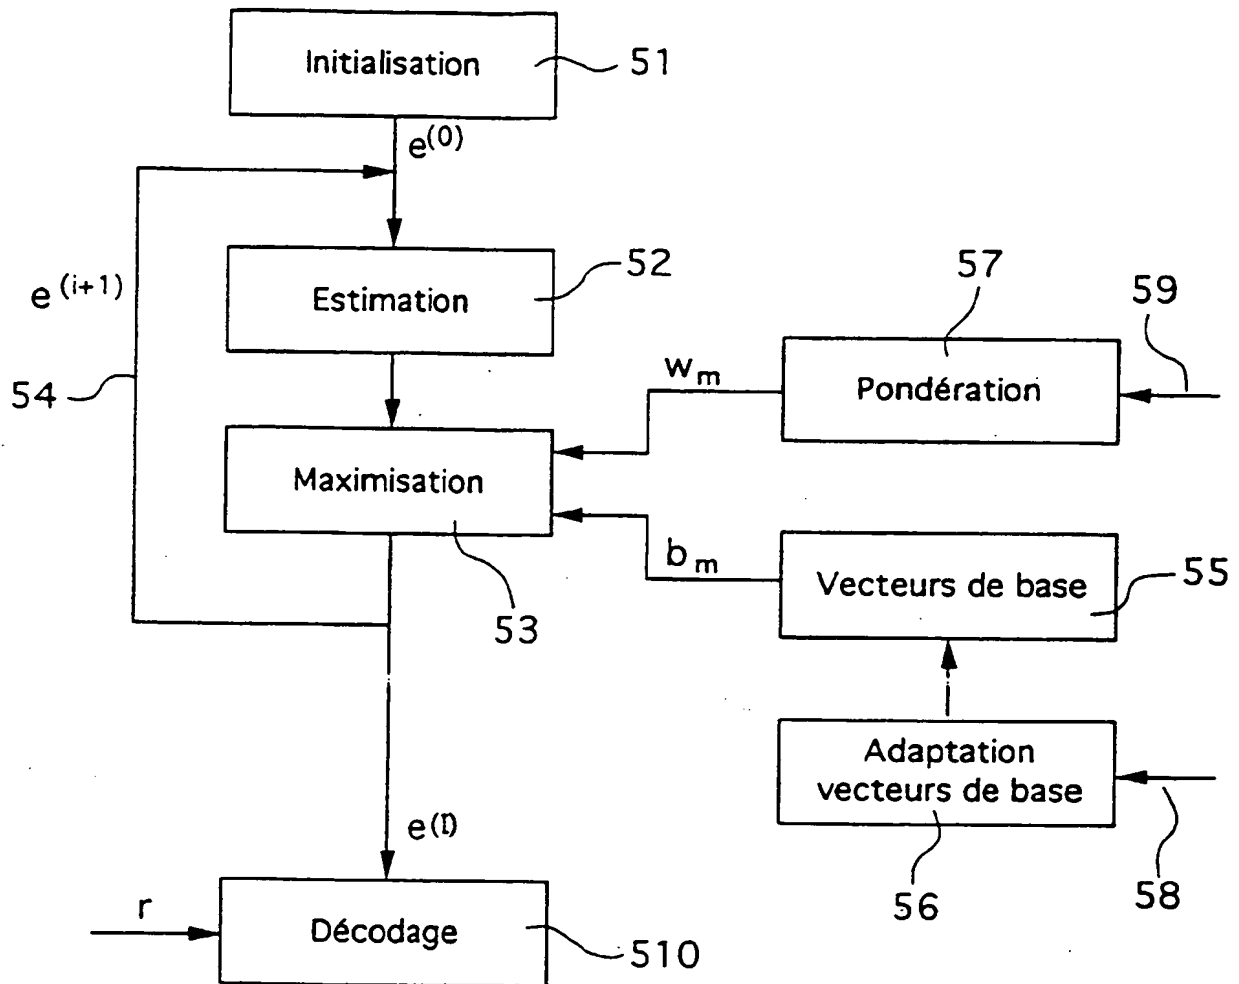 Initialisation
51
e(0)
52
Estimation
e(i+1)
57
59
54
wm
Pondération
Maximisation
bm
Vecteurs de base
55
53
Adaptation
vecteurs de base
e(I)
56
58
r
Décodage
510